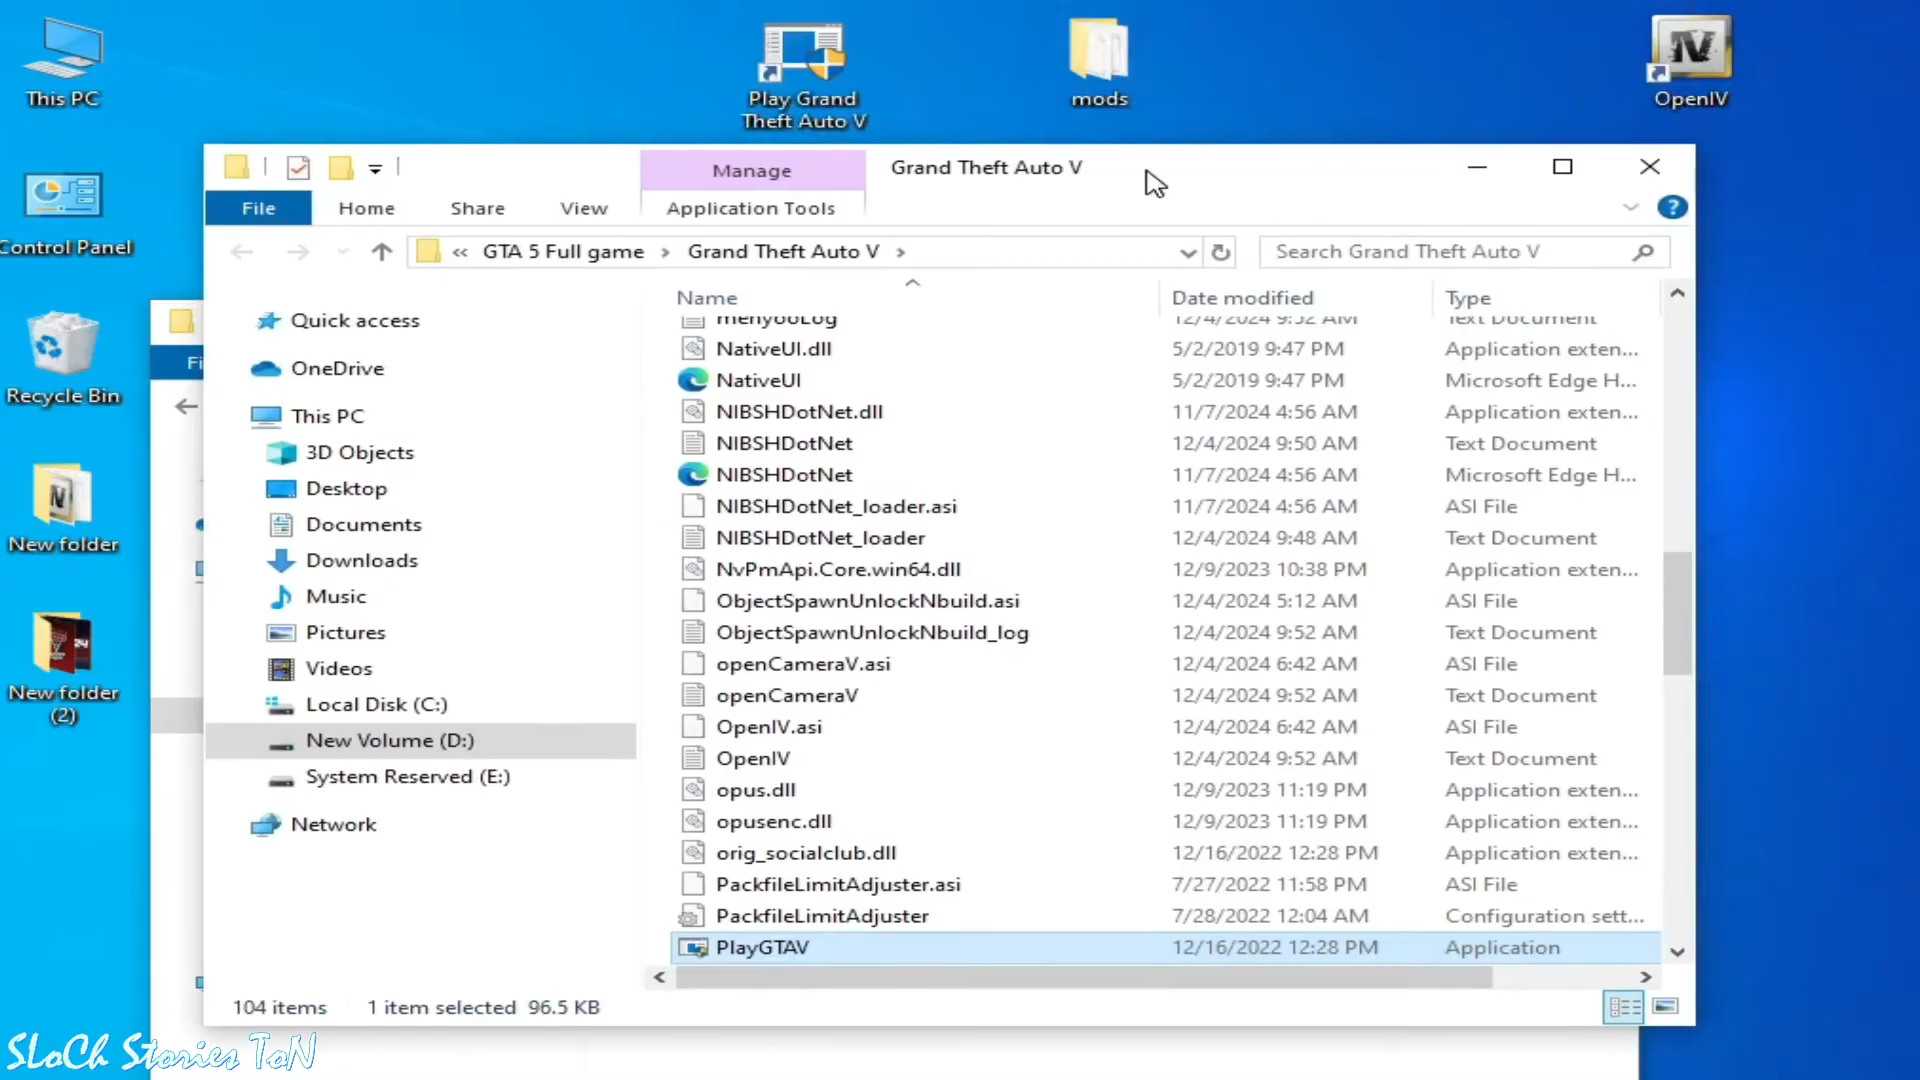 This PC
Play Grand
Theft Auto V
mods
OpenIV
Control Panel
Recycle Bin
New folder
New folder
(2)
Manage
Grand Theft Auto V
File
Home
Share
View
Application Tools
« GTA 5 Full game › Grand Theft Auto V ›
Search Grand Theft Auto V
Fi
Quick access
OneDrive
This PC
3D Objects
Desktop
Documents
Downloads
Music
Pictures
Videos
Local Disk (C:)
New Volume (D:)
System Reserved (E:)
Network
Name Date modified Type
menyooLog 12/4/2024 9:52 AM Text Document
NativeUI.dll 5/2/2019 9:47 PM Application exten...
NativeUI 5/2/2019 9:47 PM Microsoft Edge H...
NIBSHDotNet.dll 11/7/2024 4:56 AM Application exten...
NIBSHDotNet 12/4/2024 9:50 AM Text Document
NIBSHDotNet 11/7/2024 4:56 AM Microsoft Edge H...
NIBSHDotNet_loader.asi 11/7/2024 4:56 AM ASI File
NIBSHDotNet_loader 12/4/2024 9:48 AM Text Document
NvPmApi.Core.win64.dll 12/9/2023 10:38 PM Application exten...
ObjectSpawnUnlockNbuild.asi 12/4/2024 5:12 AM ASI File
ObjectSpawnUnlockNbuild_log 12/4/2024 9:52 AM Text Document
openCameraV.asi 12/4/2024 6:42 AM ASI File
openCameraV 12/4/2024 9:52 AM Text Document
OpenIV.asi 12/4/2024 6:42 AM ASI File
OpenIV 12/4/2024 9:52 AM Text Document
opus.dll 12/9/2023 11:19 PM Application exten...
opusenc.dll 12/9/2023 11:19 PM Application exten...
orig_socialclub.dll 12/16/2022 12:28 PM Application exten...
PackfileLimitAdjuster.asi 7/27/2022 11:58 PM ASI File
PackfileLimitAdjuster 7/28/2022 12:04 AM Configuration sett...
PlayGTAV 12/16/2022 12:28 PM Application
104 items 1 item selected 96.5 KB
SLoCh Stories ToN